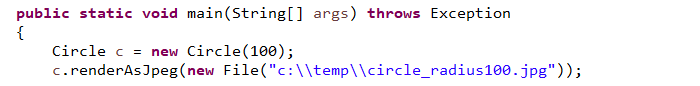 public static void main(String[] args) throws Exception
{
    Circle c = new Circle(100);
    c.renderAsJpeg(new File("c:\\temp\\circle_radius100.jpg"));